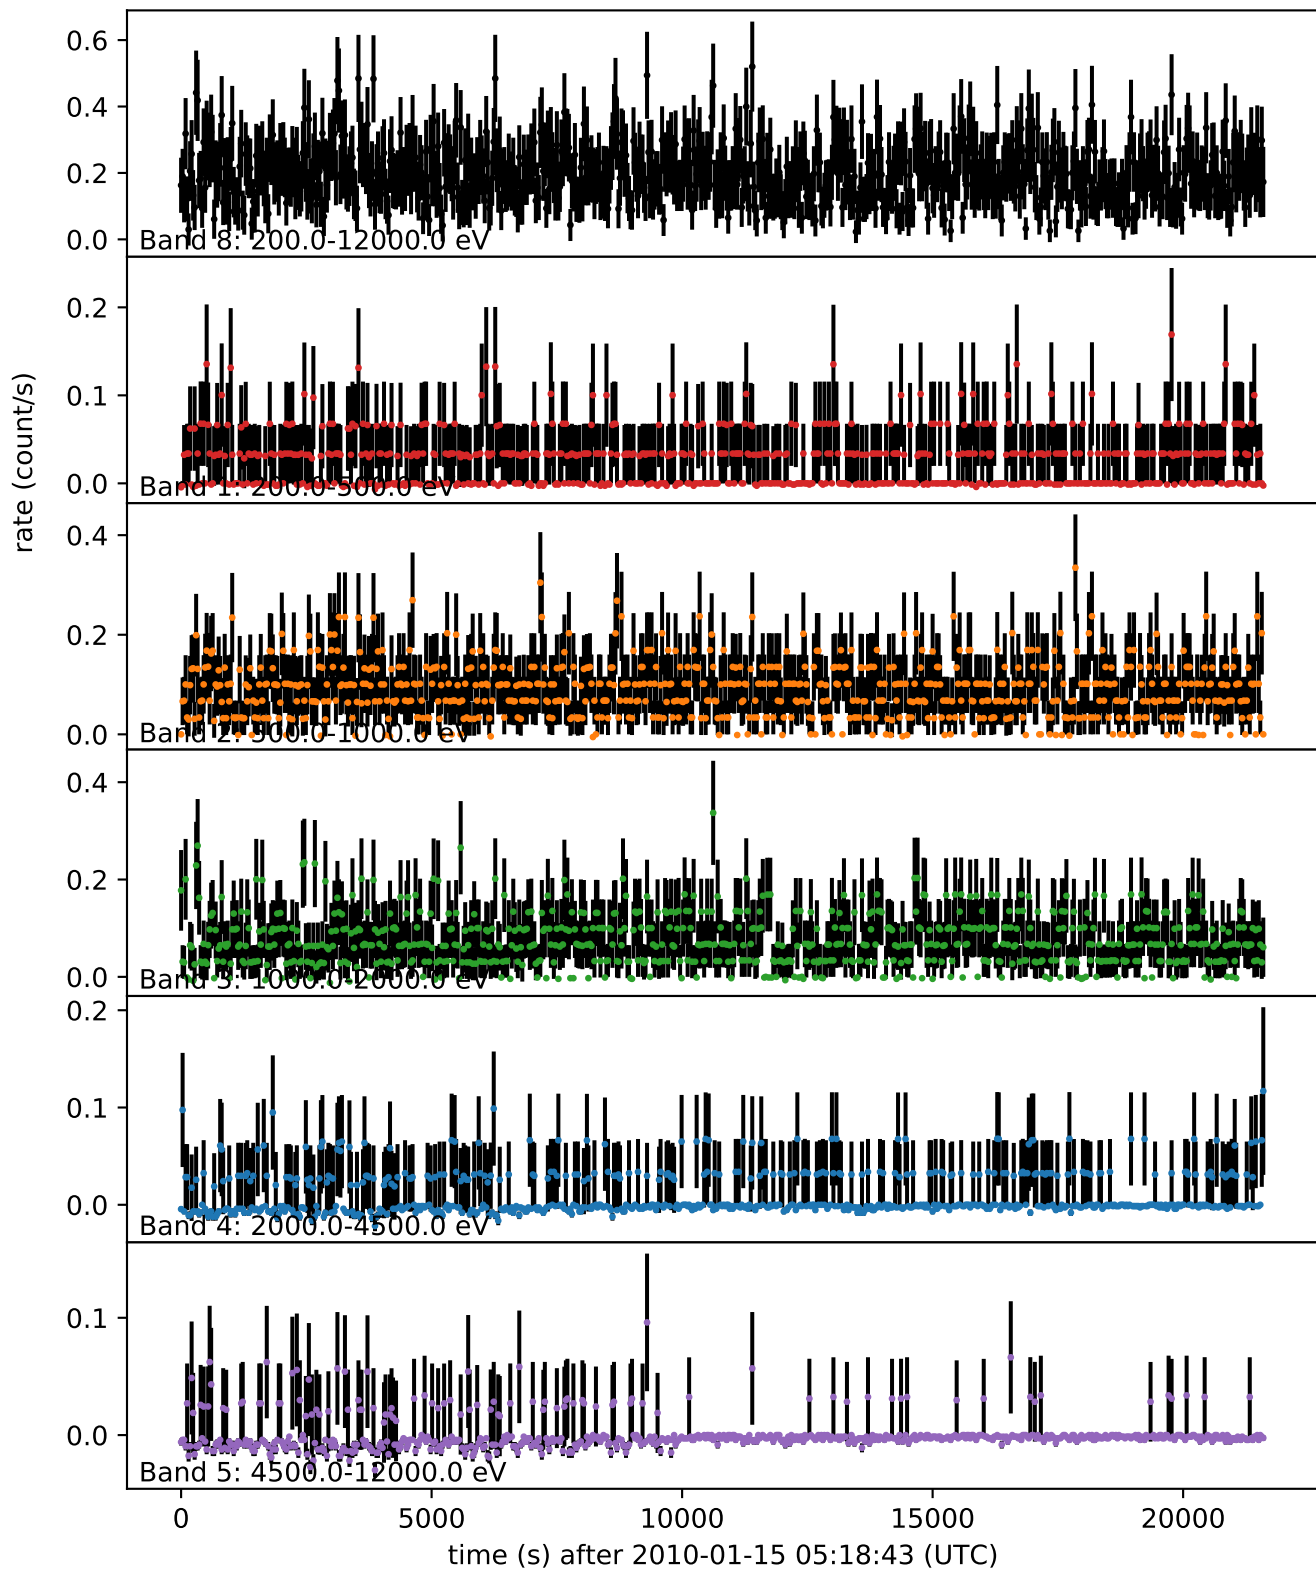 0.6
0.4
0.2
0.0
Band 8: 200.0-12000.0 eV
0.2
0.1
0.0
Band 1: 200.0-500.0 eV
rate (count/s)
0.4
0.2
0.0
Band 2: 500.0-1000.0 eV
0.4
0.2
0.0
Band 3: 1000.0-2000.0 eV
0.2
0.1
0.0
Band 4: 2000.0-4500.0 eV
0.1
0.0
Band 5: 4500.0-12000.0 eV
0 5000 10000 15000 20000
time (s) after 2010-01-15 05:18:43 (UTC)